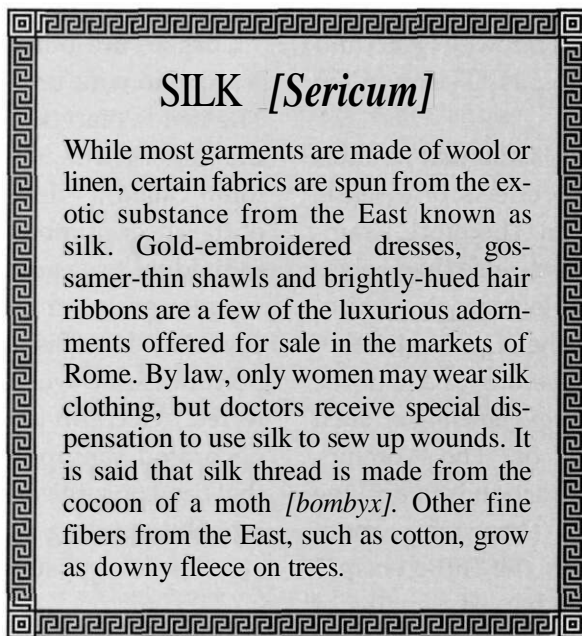 SILK [Sericum]
While most garments are made of wool or
linen, certain fabrics are spun from the ex-
otic substance from the East known as
silk. Gold-embroidered dresses, gos-
samer-thin shawls and brightly-hued hair
ribbons are a few of the luxurious adorn-
ments offered for sale in the markets of
Rome. By law, only women may wear silk
clothing, but doctors receive special dis-
pensation to use silk to sew up wounds. It
is said that silk thread is made from the
cocoon of a moth [bombyx]. Other fine
fibers from the East, such as cotton, grow
as downy fleece on trees.